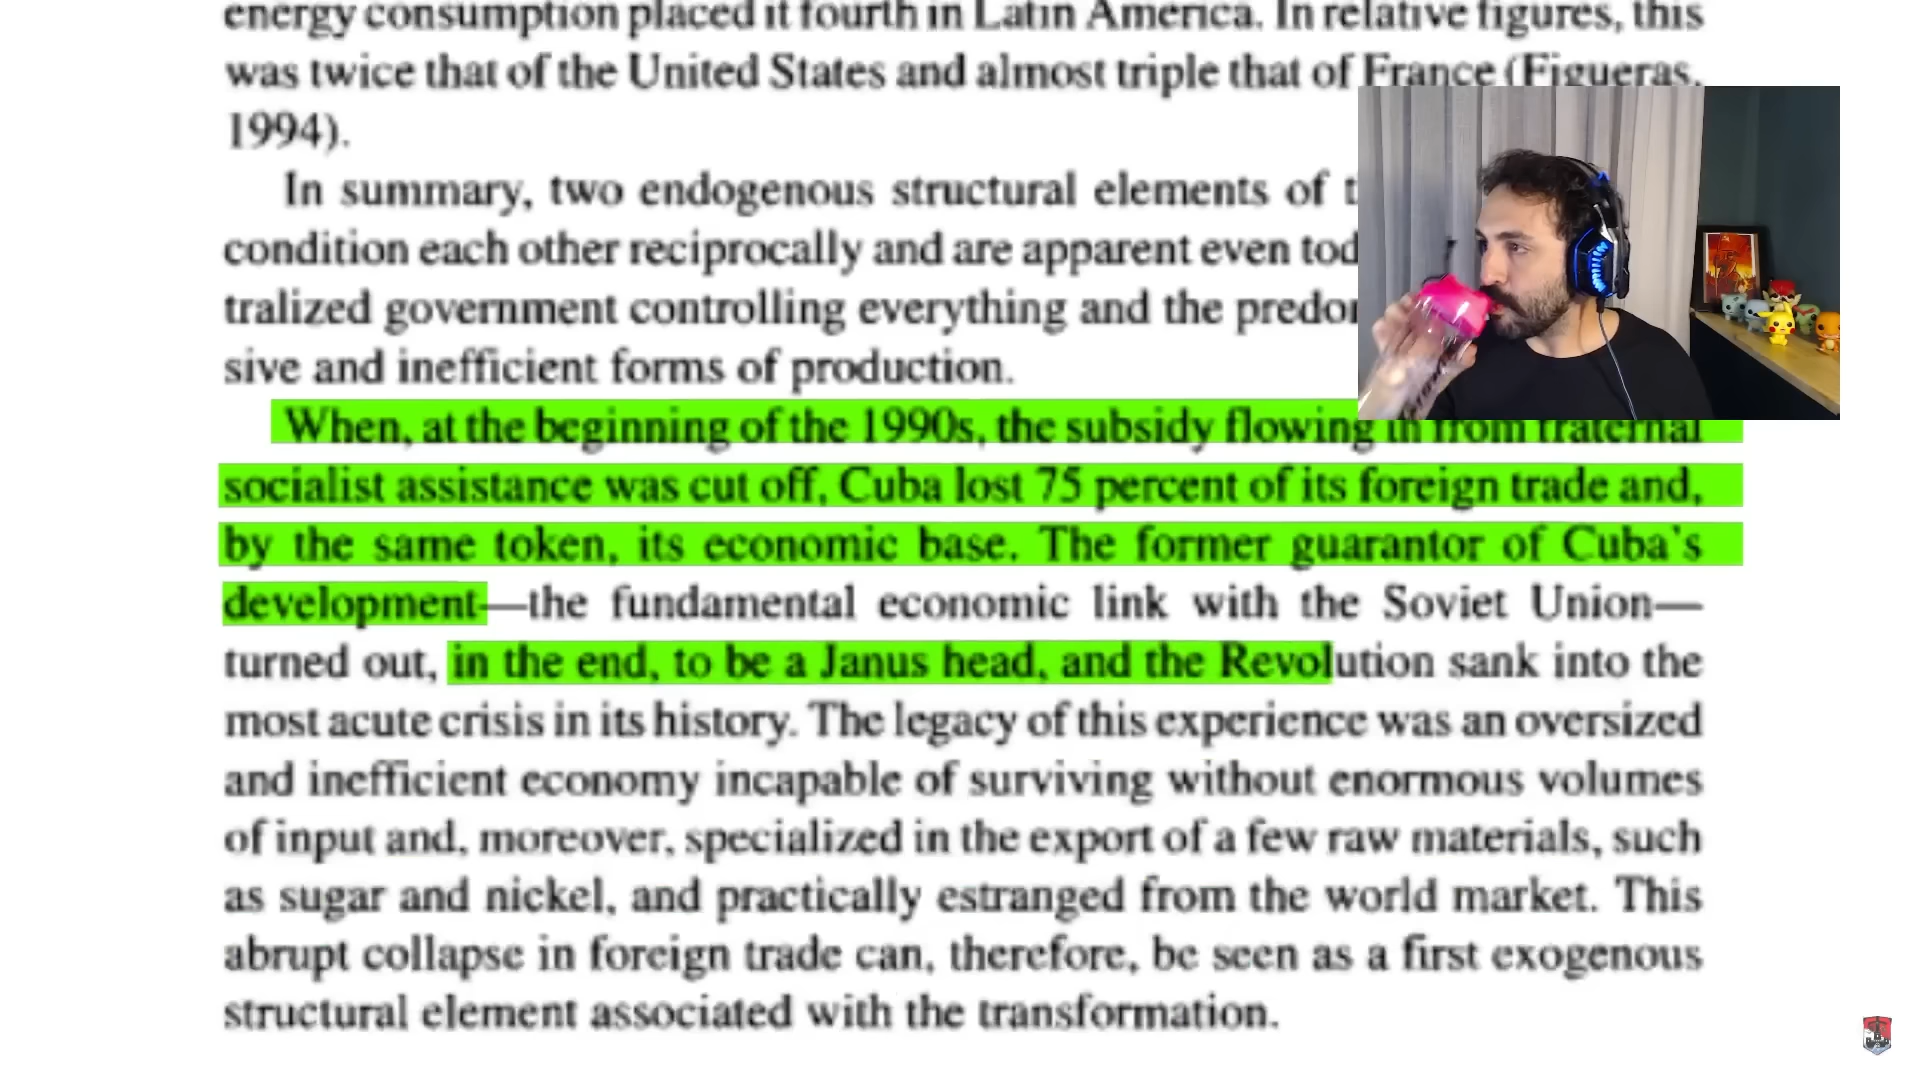 energy consumption placed it fourth in Latin America. In relative figures, this
was twice that of the United States and almost triple that of France (Figueras,
1994).
In summary, two endogenous structural elements of
condition each other reciprocally and are apparent even
tralized government controlling everything and the
sive and inefficient forms of production.
When, at the beginning of the 1990s, the subsidy flowing in from fraternal
socialist assistance was cut off, Cuba lost 75 percent of its foreign trade and,
by the same token, its economic base. The former guarantor of Cuba's
development—the fundamental economic link with the Soviet Union—
turned out, in the end, to be a Janus head, and the Revolution sank into the
most acute crisis in its history. The legacy of this experience was an oversized
and inefficient economy incapable of surviving without enormous volumes
of input and, moreover, specialized in the export of a few raw materials, such
as sugar and nickel, and practically estranged from the world market. This
abrupt collapse in foreign trade can, therefore, be seen as a first exogenous
structural element associated with the transformation.